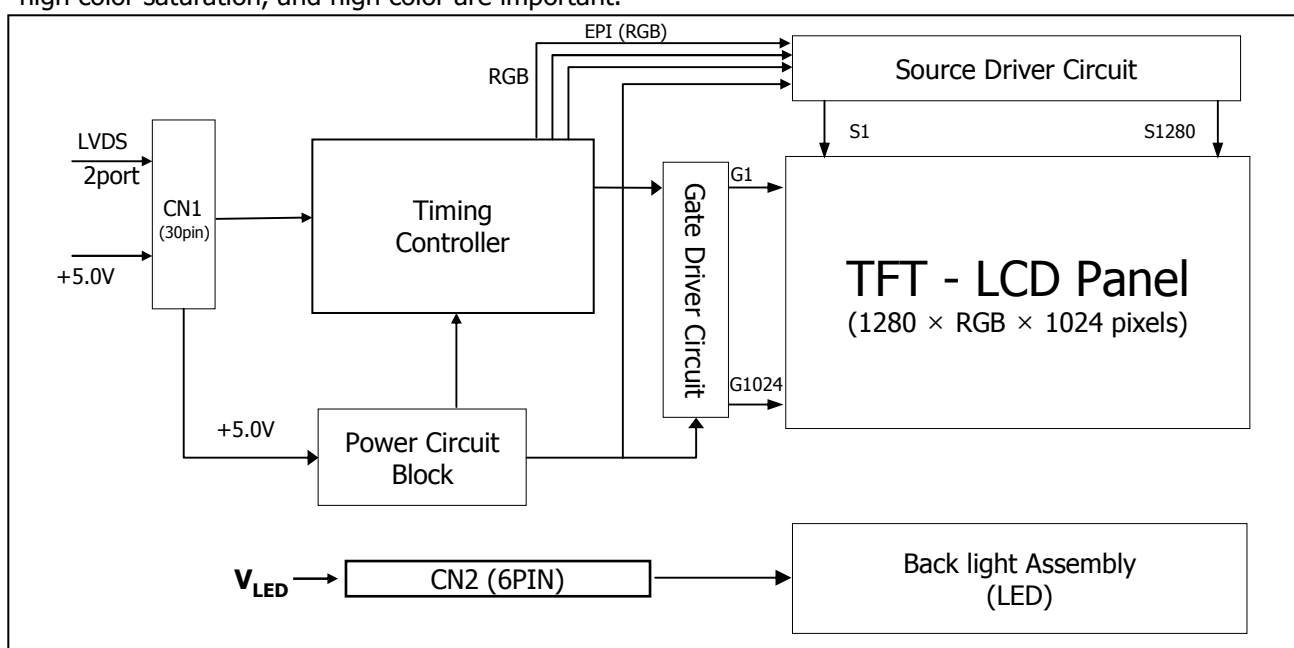 high color saturation, and high color are important.
EPI (RGB)
RGB
Source Driver Circuit
S1
S1280
LVDS
2port
CN1
(30pin)
+5.0V
Timing
Controller
Gate Driver Circuit
G1
G1024
TFT - LCD Panel
(1280 × RGB × 1024 pixels)
+5.0V
Power Circuit
Block
VLED
CN2 (6PIN)
Back light Assembly
(LED)